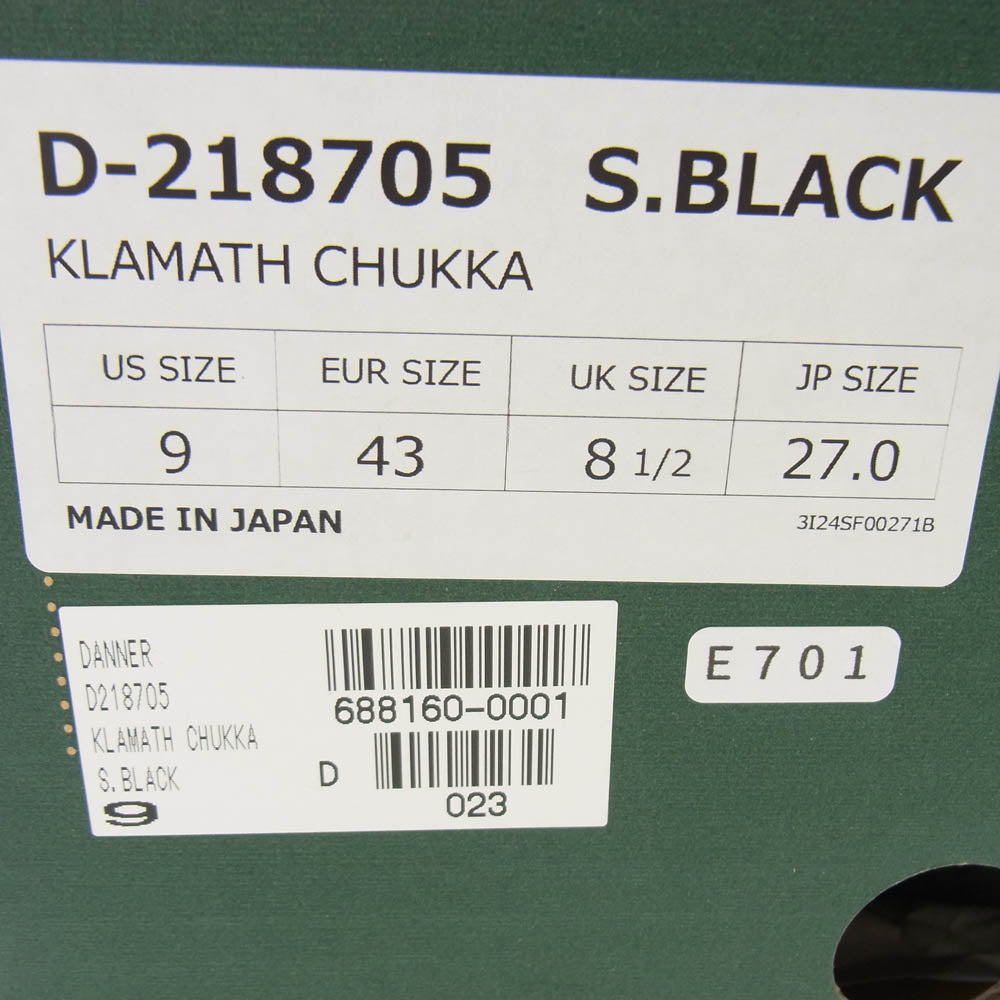 D-218705 S.BLACK
KLAMATH CHUKKA
US SIZE EUR SIZE UK SIZE JP SIZE
9 43 8 1/2 27.0
MADE IN JAPAN 3I24SF00271B
DANNER
D218705
KLAMATH CHUKKA
S.BLACK
9
688160-0001
D
023
E701